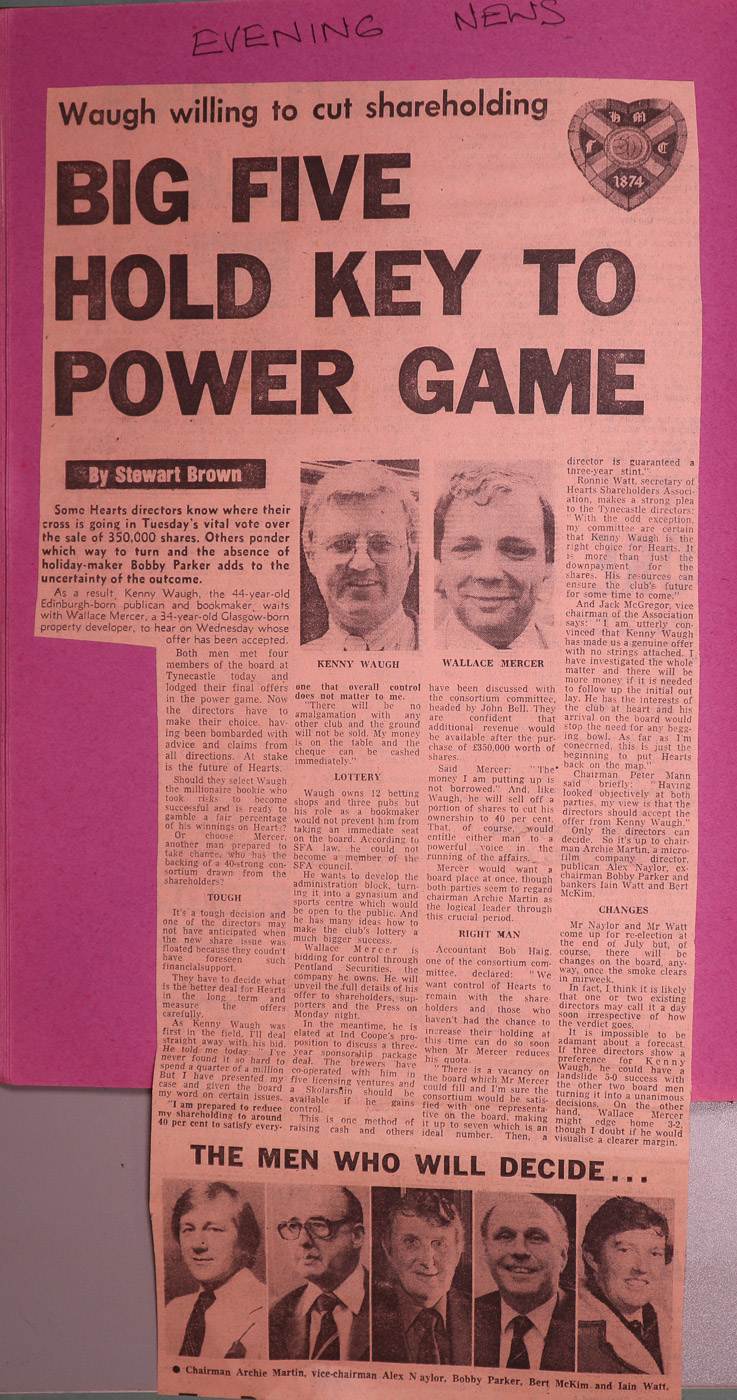 EVENING NEWS
Waugh willing to cut shareholding
H M
F C
1874
BIG FIVE
HOLD KEY TO
POWER GAME
By Stewart Brown
Some Hearts directors know where their
cross is going in Tuesday's vital vote over
the sale of 350,000 shares. Others ponder
which way to turn and the absence of
holiday-maker Bobby Parker adds to the
uncertainty of the outcome.
As a result, Kenny Waugh, the 44-year-old
Edinburgh-born publican and bookmaker, waits
with Wallace Mercer, a 34-year-old Glasgow-born
property developer, to hear on Wednesday whose
offer has been accepted.
Both men met four
members of the board at
Tynecastle today and
lodged their final offers
in the power game. Now
the directors have to
make their choice, hav-
ing been bombarded with
advice and claims from
all directions. At stake
is the future of Hearts.
Should they select Waugh
the millionaire bookie who
took risks to become
successful and is ready to
gamble a fair percentage
of his winnings on Hearts?
Or choose Mercer,
another man prepared to
take chance, who has the
backing of a 40-strong con-
sortium drawn from the
shareholders?
TOUGH
It's a tough decision and
one of the directors may
not have anticipated when
the new share issue was
floated because they couldn't
have foreseen such
financialsupport.
They have to decide what
is the better deal for Hearts
in the long term and
measure the offers
carefully.
As Kenny Waugh was
first in the field, I'll deal
straight away with his bid.
He told me today: "I've
never found it so hard to
spend a quarter of a million
But I have presented my
case and given the board
my word on certain issues.
"I am prepared to reduce
my shareholding to around
40 per cent to satisfy every-
KENNY WAUGH
one that overall control
does not matter to me.
"There will be no
amalgamation with any
other club and the ground
will not be sold. My money
is on the table and the
cheque can be cashed
immediately."
LOTTERY
Waugh owns 12 betting
shops and three pubs but
his role as a bookmaker
would not prevent him from
taking an immediate seat
on the board. According to
SFA law, he could not
become a member of the
SFA council.
He wants to develop the
administration block, turn-
ing it into a gynasium and
sports centre which would
be open to the public. And
he has many ideas how to
make the club's lottery a
much bigger success.
Wallace Mercer is
bidding for control through
Pentland Securities, the
company he owns. He will
unveil the full details of his
offer to shareholders, sup-
porters and the Press on
Monday night.
In the meantime, he is
elated at Ind Coope's pro-
position to discuss a three-
year sponsorship package
deal. The brewers have
co-operated with him in
five licensing ventures and
a Skolarship should be
available if he gains
control.
This is one method of
raising cash and others
WALLACE MERCER
have been discussed with
the consortium committee,
headed by John Bell. They
are confident that
additional revenue would
be available after the pur-
chase of £350,000 worth of
shares.
Said Mercer: "The
money I am putting up is
not borrowed." And, like
Waugh, he will sell off a
portion of shares to cut his
ownership to 40 per cent.
That, of course, would
entitle either man to a
powerful voice in the
running of the affairs.
Mercer would want a
board place at once, though
both parties seem to regard
chairman Archie Martin as
the logical leader through
this crucial period.
RIGHT MAN
Accountant Bob Haig,
one of the consortium com-
mittee, declared: "We
want control of Hearts to
remain with the share-
holders and those who
haven't had the chance to
increase their holding at
this time can do so soon
when Mr Mercer reduces
his quota.
"There is a vacancy on
the board which Mr Mercer
could fill and I'm sure the
consortium would be satis-
fied with one representa-
tive on the board, making
it up to seven which is an
ideal number. Then, a
director is guaranteed a
three-year stint."
Ronnie Watt, secretary of
Hearts Shareholders Associ-
ation, makes a strong plea
to the Tynecastle directors:
"With the odd exception,
my committee are certain
that Kenny Waugh is the
right choice for Hearts. It
is more than just the
downpayment for the
shares. His resources can
ensure the club's future
for some time to come."
And Jack McGregor, vice
chairman of the Association
says: "I am utterly con-
vinced that Kenny Waugh
has made us a genuine offer
with no strings attached. I
have investigated the whole
matter and there will be
more money if it is needed
to follow up the initial out
lay. He has the interests of
the club at heart and his
arrival on the board would
stop the need for any begg-
ing bowl. As far as I'm
conecrned, this is just the
beginning to put Hearts
back on the map."
Chairman Peter Mann
said briefly: "Having
looked objectively at both
parties, my view is that the
directors should accept the
offer from Kenny Waugh."
Only the directors can
decide. So it's up to chair-
man Archie Martin, a micro-
film company director,
publican Alex Naylor, ex-
chairman Bobby Parker and
bankers Iain Watt and Bert
McKim.
CHANGES
Mr Naylor and Mr Watt
come up for re-election at
the end of July but, of
course, there will be
changes on the board, any-
way, once the smoke clears
in mirweek.
In fact, I think it is likely
that one or two existing
directors may call it a day
soon irrespective of how
the verdict goes.
It is impossible to be
adamant about a forecast.
If three directors show a
preference for Kenny
Waugh, he could have a
landslide 5-0 success with
the other two board men
turning it into a unanimous
decisions. On the other
hand, Wallace Mercer
might edge home 3-2,
though I doubt if he would
visualise a clearer margin.
THE MEN WHO WILL DECIDE...
● Chairman Archie Martin, vice-chairman Alex Naylor, Bobby Parker, Bert McKim and Iain Watt.